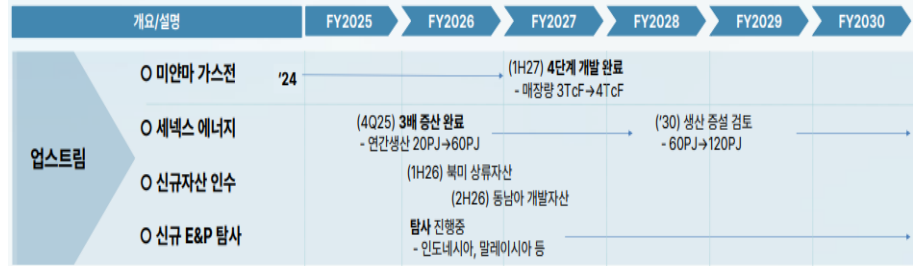 개요/설명 FY2025 FY2026 FY2027 FY2028 FY2029 FY2030
업스트림
O 미얀마 가스전 '24 (1H27) 4단계 개발 완료
- 매장량 3TcF→4TcF
O 세넥스 에너지 (4Q25) 3배 증산 완료 ('30) 생산 증설 검토
- 연간생산 20PJ→60PJ - 60PJ→120PJ
O 신규자산 인수 (1H26) 북미 상류자산
(2H26) 동남아 개발자산
O 신규 E&P 탐사 탐사 진행중
- 인도네시아, 말레이시아 등